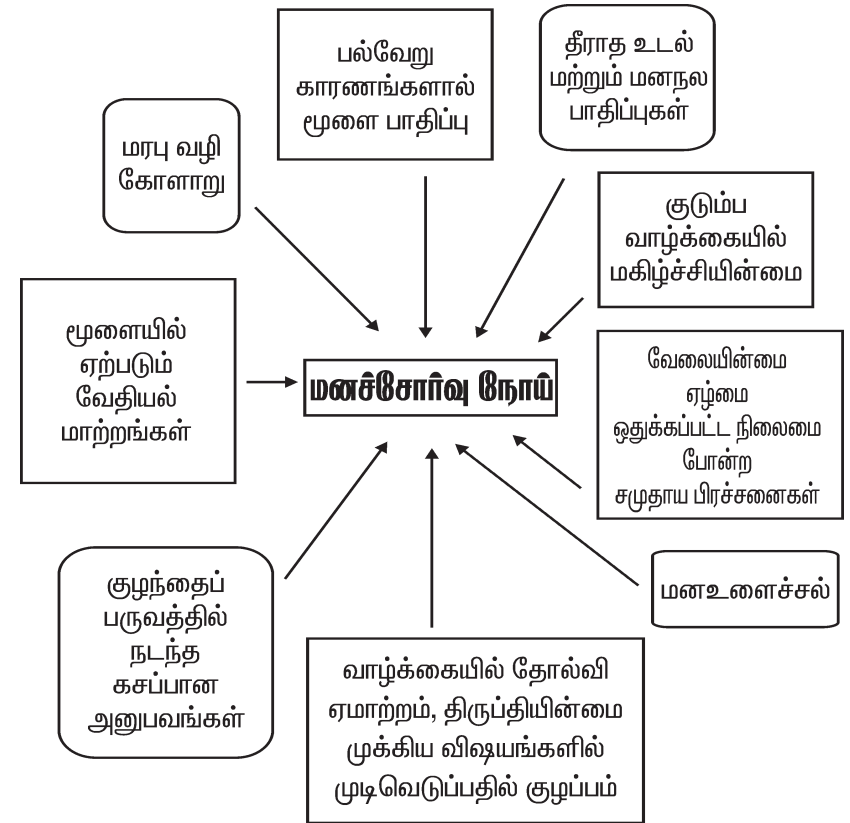 பல்வேறு
காரணங்களால்
மூளை பாதிப்பு
தீராத உடல்
மற்றும் மனநல
பாதிப்புகள்
மரபு வழி
கோளாறு
குடும்ப
வாழ்க்கையில்
மகிழ்ச்சியின்மை
மூளையில்
ஏற்படும்
வேதியல்
மாற்றங்கள்
மனச்சோர்வு நோய்
வேலையின்மை
ஏழ்மை
ஒதுக்கப்பட்ட நிலைமை
போன்ற
சமுதாய பிரச்சனைகள்
குழந்தைப்
பருவத்தில்
நடந்த
கசப்பான
அனுபவங்கள்
மனஉளைச்சல்
வாழ்க்கையில் தோல்வி
ஏமாற்றம், திருப்தியின்மை
முக்கிய விஷயங்களில்
முடிவெடுப்பதில் குழப்பம்